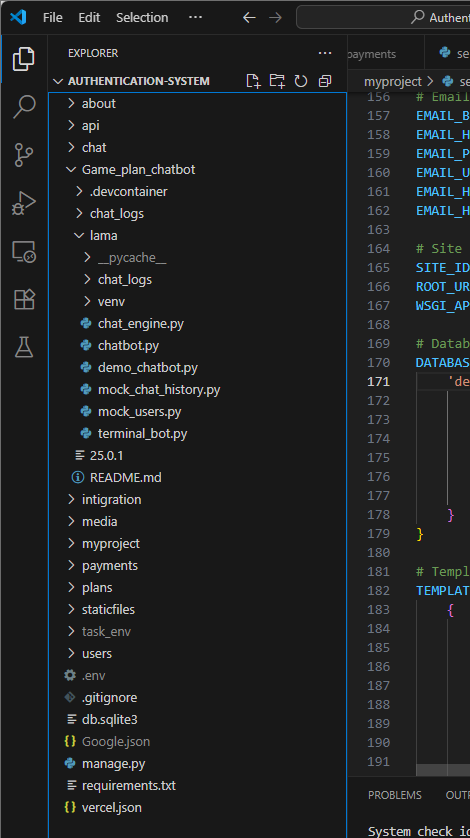 File Edit Selection ··· Authen
EXPLORER ···
AUTHENTICATION-SYSTEM
about
api
chat
Game_plan_chatbot
.devcontainer
chat_logs
lama
__pycache__
chat_logs
venv
chat_engine.py
chatbot.py
demo_chatbot.py
mock_chat_history.py
mock_users.py
terminal_bot.py
25.0.1
README.md
intigration
media
myproject
payments
plans
staticfiles
task_env
users
.env
.gitignore
db.sqlite3
Google.json
manage.py
requirements.txt
vercel.json
payments se
myproject > se
156 # Email
157 EMAIL_B
158 EMAIL_H
159 EMAIL_P
160 EMAIL_U
161 EMAIL_H
162 EMAIL_H
163
164 # Site
165 SITE_ID
166 ROOT_UR
167 WSGI_AP
168
169 # Datab
170 DATABAS
171 'de
172
173
174
175
176
177
178 }
179 }
180
181 # Templ
182 TEMPLAT
183 {
184
185
186
187
188
189
190
191
PROBLEMS OUT
System check id